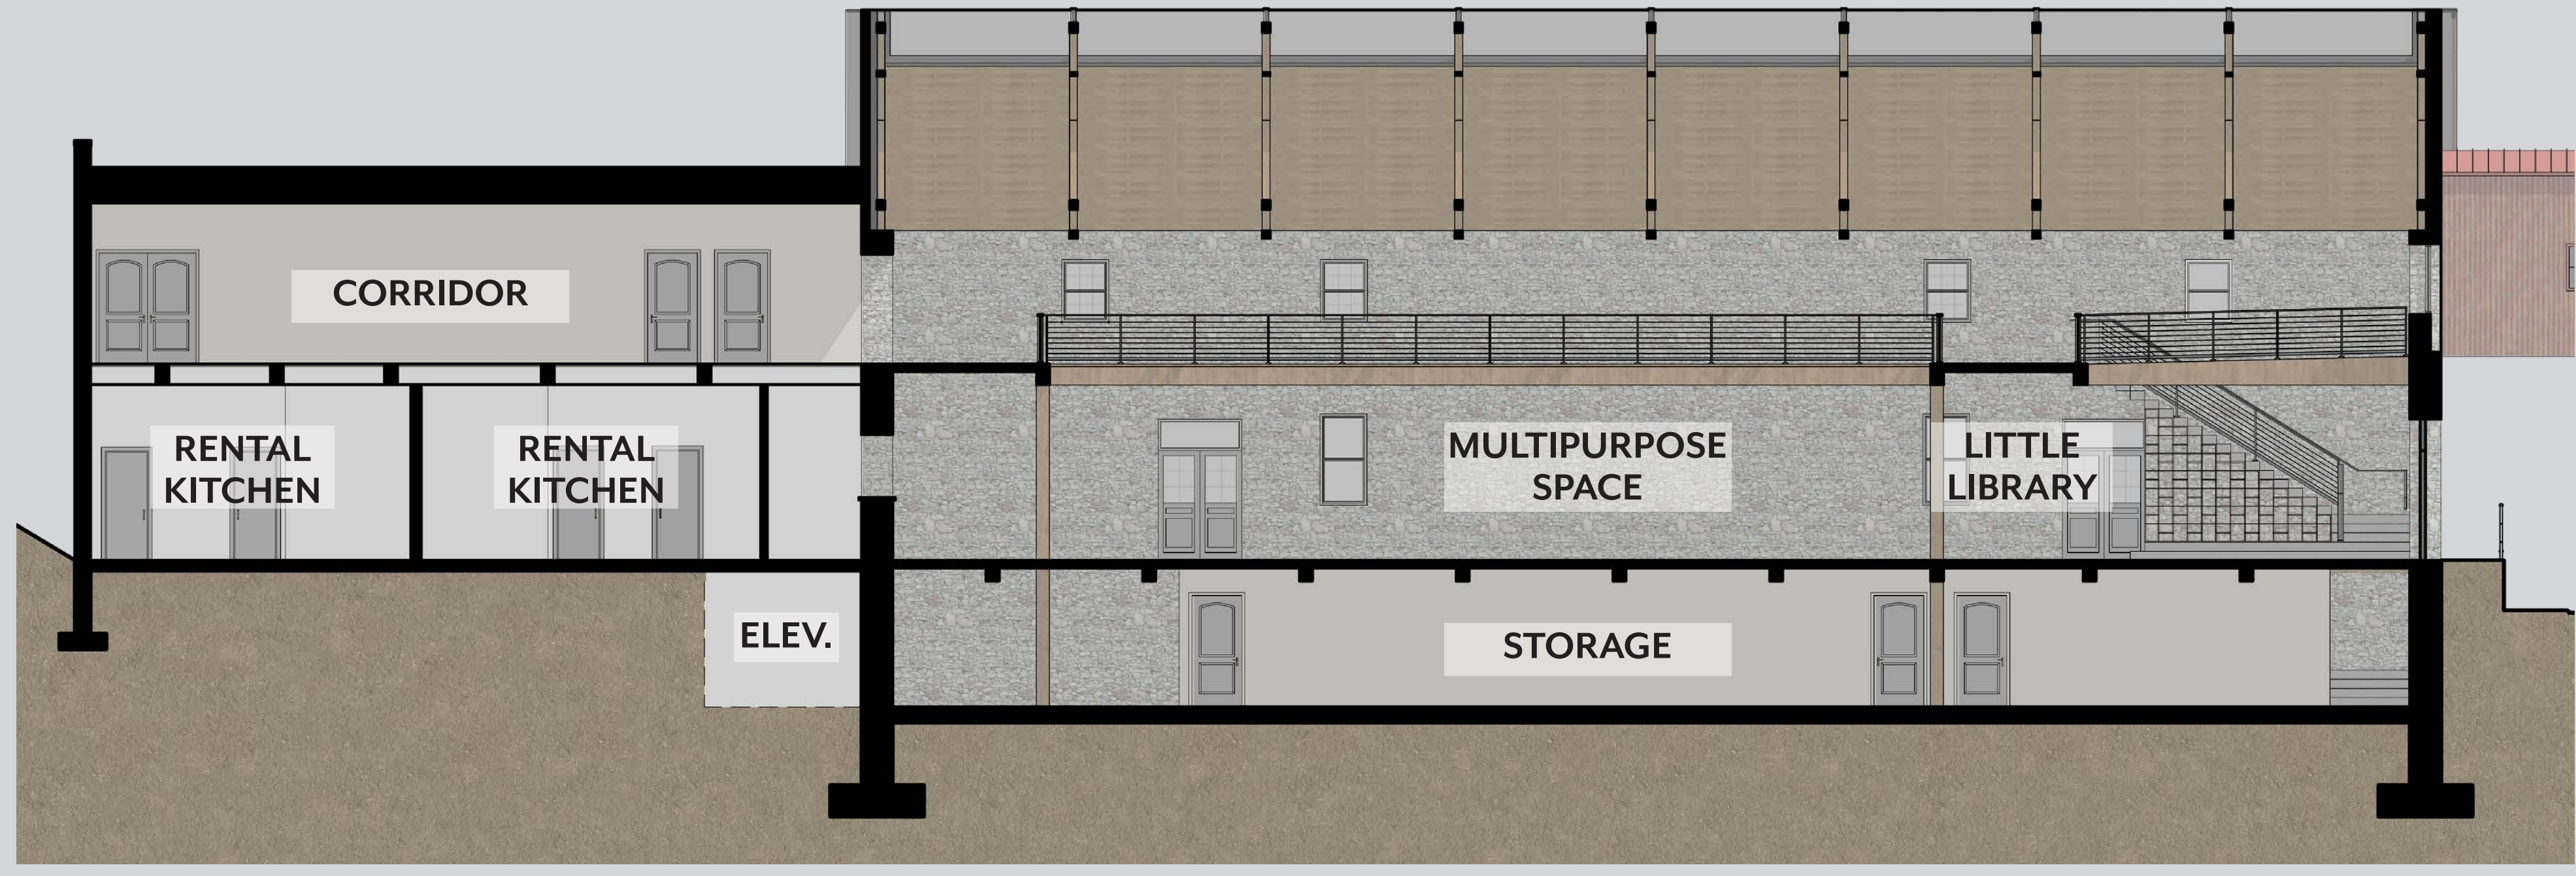 CORRIDOR
RENTAL
KITCHEN
RENTAL
KITCHEN
MULTIPURPOSE
SPACE
LITTLE
LIBRARY
ELEV.
STORAGE